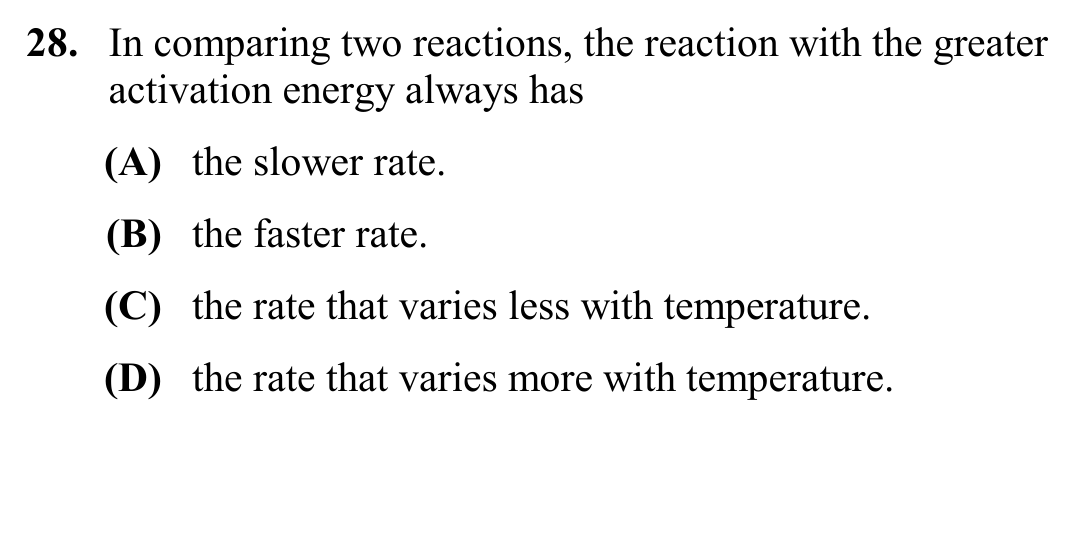 28. In comparing two reactions, the reaction with the greater
activation energy always has
(A) the slower rate.
(B) the faster rate.
(C) the rate that varies less with temperature.
(D) the rate that varies more with temperature.